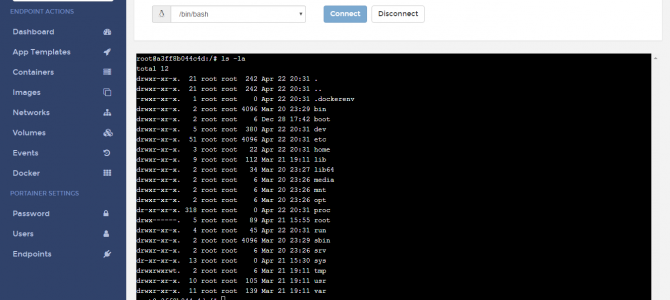 ENDPOINT ACTIONS
Dashboard
App Templates
Containers
Images
Networks
Volumes
Events
Docker
PORTAINER SETTINGS
Password
Users
Endpoints
/bin/bash
Connect
Disconnect
root@a3ff8b044c4d:/# ls -la
total 12
drwxr-xr-x. 21 root root 242 Apr 22 20:31 .
drwxr-xr-x. 21 root root 242 Apr 22 20:31 ..
-rwxr-xr-x. 1 root root 0 Apr 22 20:31 .dockerenv
drwxr-xr-x. 2 root root 4096 Mar 20 23:29 bin
drwxr-xr-x. 2 root root 6 Dec 28 17:42 boot
drwxr-xr-x. 5 root root 380 Apr 22 20:31 dev
drwxr-xr-x. 51 root root 4096 Apr 22 20:31 etc
drwxr-xr-x. 3 root root 22 Apr 22 20:31 home
drwxr-xr-x. 9 root root 112 Mar 21 19:11 lib
drwxr-xr-x. 2 root root 34 Mar 20 23:27 lib64
drwxr-xr-x. 2 root root 6 Mar 20 23:26 media
drwxr-xr-x. 2 root root 6 Mar 20 23:26 mnt
drwxr-xr-x. 2 root root 6 Mar 20 23:26 opt
dr-xr-xr-x. 318 root root 0 Apr 22 20:31 proc
drwx------. 5 root root 89 Apr 21 15:55 root
drwxr-xr-x. 4 root root 45 Apr 22 20:31 run
drwxr-xr-x. 2 root root 4096 Mar 20 23:29 sbin
drwxr-xr-x. 2 root root 6 Mar 20 23:26 srv
dr-xr-xr-x. 13 root root 0 Apr 21 15:30 sys
drwxrwxrwt. 2 root root 6 Mar 21 19:11 tmp
drwxr-xr-x. 10 root root 105 Mar 21 19:11 usr
drwxr-xr-x. 11 root root 139 Mar 21 19:11 var